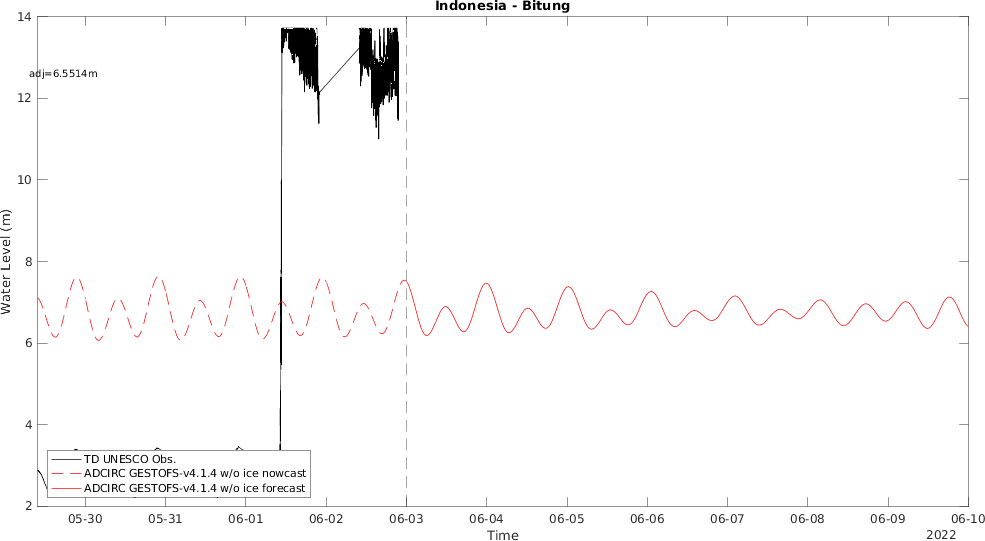 Indonesia - Bitung
14
adj=6.5514m
12
10
8
6
4
2
Water Level (m)
TD UNESCO Obs.
ADCIRC GESTOFS-v4.1.4 w/o ice nowcast
ADCIRC GESTOFS-v4.1.4 w/o ice forecast
05-30 05-31 06-01 06-02 06-03 06-04 06-05 06-06 06-07 06-08 06-09 06-10
Time
2022